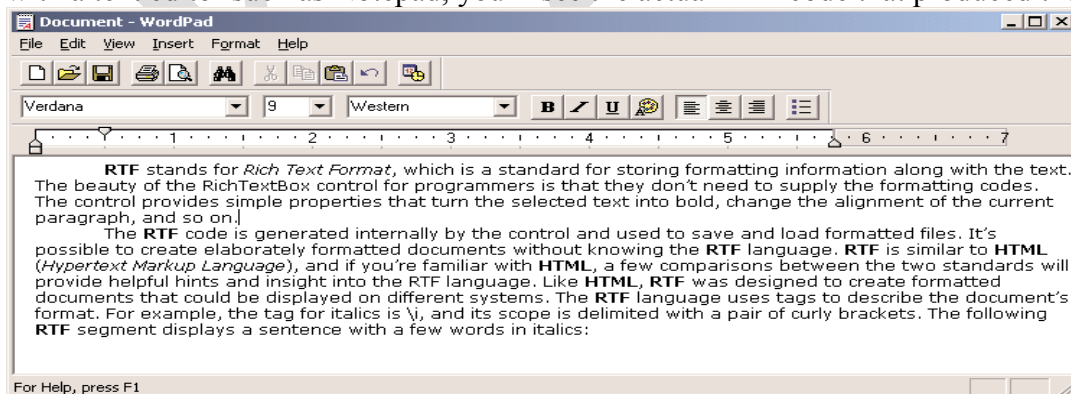 Document - WordPad
File Edit View Insert Format Help
Verdana 9 Western B I U
1 2 3 4 5 6 7
RTF stands for Rich Text Format, which is a standard for storing formatting information along with the text.
The beauty of the RichTextBox control for programmers is that they don't need to supply the formatting codes.
The control provides simple properties that turn the selected text into bold, change the alignment of the current
paragraph, and so on.
The RTF code is generated internally by the control and used to save and load formatted files. It's
possible to create elaborately formatted documents without knowing the RTF language. RTF is similar to HTML
(Hypertext Markup Language), and if you're familiar with HTML, a few comparisons between the two standards will
provide helpful hints and insight into the RTF language. Like HTML, RTF was designed to create formatted
documents that could be displayed on different systems. The RTF language uses tags to describe the document's
format. For example, the tag for italics is \i, and its scope is delimited with a pair of curly brackets. The following
RTF segment displays a sentence with a few words in italics:
For Help, press F1